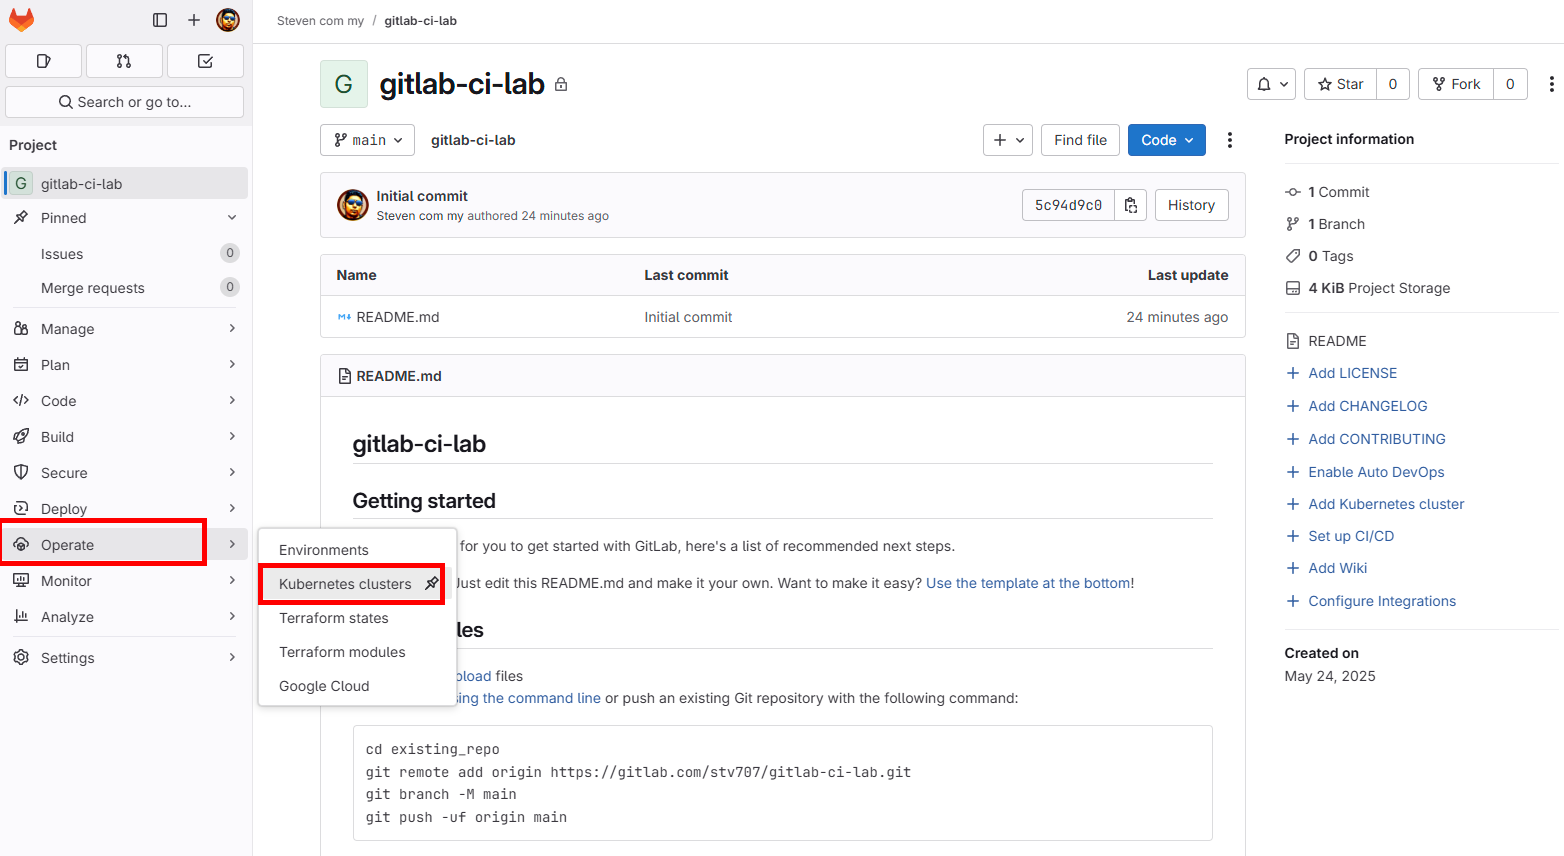 Steven com my / gitlab-ci-lab
Search or go to...
Project
G gitlab-ci-lab
Pinned
Issues 0
Merge requests 0
Manage
Plan
Code
Build
Secure
Deploy
Operate
Monitor
Analyze
Settings
Environments
Kubernetes clusters
Terraform states
Terraform modules
Google Cloud
G gitlab-ci-lab
Star 0
Fork 0
main
gitlab-ci-lab
Find file
Code
Initial commit
Steven com my authored 24 minutes ago
5c94d9c0
History
Name Last commit Last update
README.md Initial commit 24 minutes ago
README.md
gitlab-ci-lab
Getting started
for you to get started with GitLab, here's a list of recommended next steps.
Just edit this README.md and make it your own. Want to make it easy? Use the template at the bottom!
les
pload files
sing the command line or push an existing Git repository with the following command:
cd existing_repo
git remote add origin https://gitlab.com/stv707/gitlab-ci-lab.git
git branch -M main
git push -uf origin main
Project information
1 Commit
1 Branch
0 Tags
4 KiB Project Storage
README
Add LICENSE
Add CHANGELOG
Add CONTRIBUTING
Enable Auto DevOps
Add Kubernetes cluster
Set up CI/CD
Add Wiki
Configure Integrations
Created on
May 24, 2025